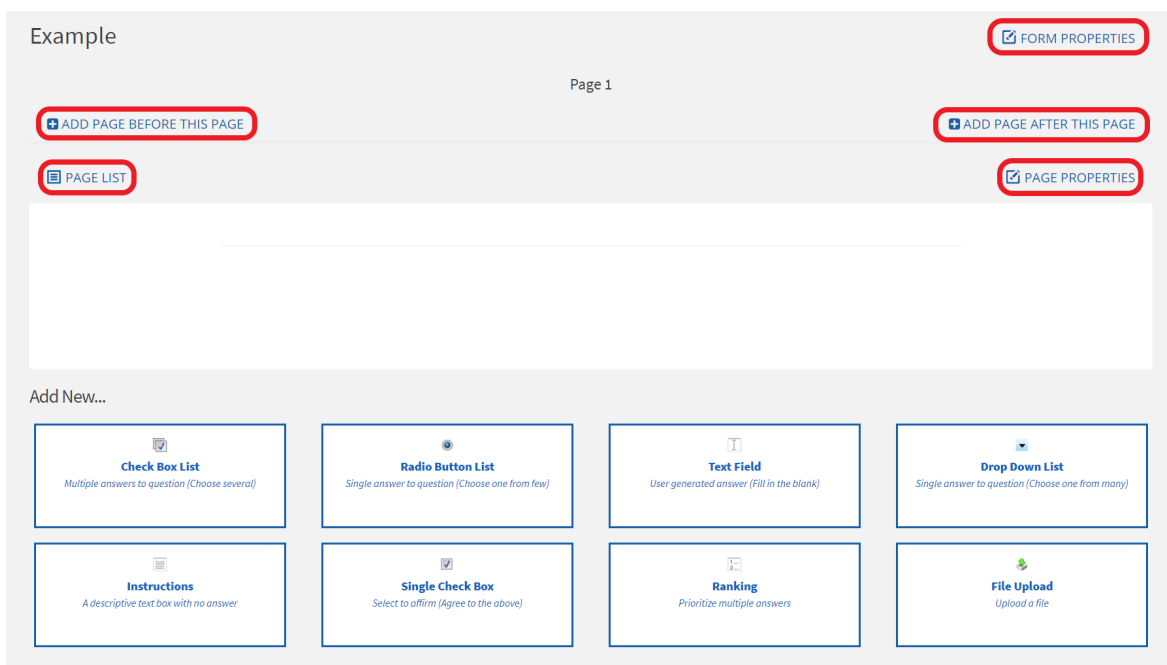 Example
FORM PROPERTIES
Page 1
ADD PAGE BEFORE THIS PAGE
ADD PAGE AFTER THIS PAGE
PAGE LIST
PAGE PROPERTIES
Add New...
Check Box List
Multiple answers to question (Choose several)
Radio Button List
Single answer to question (Choose one from few)
Text Field
User generated answer (Fill in the blank)
Drop Down List
Single answer to question (Choose one from many)
Instructions
A descriptive text box with no answer
Single Check Box
Select to affirm (Agree to the above)
Ranking
Prioritize multiple answers
File Upload
Upload a file